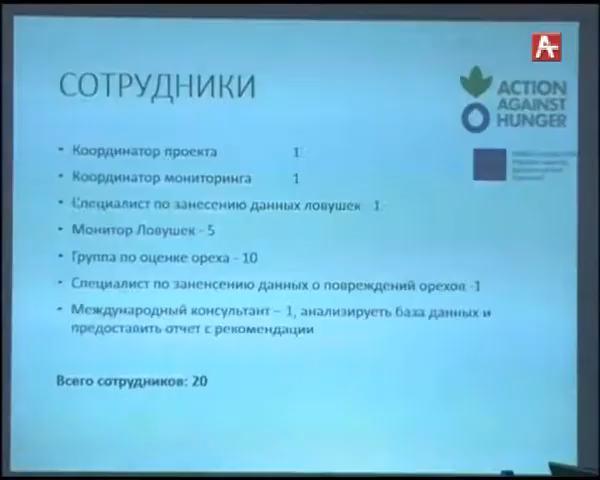 СОТРУДНИКИ
ACTION
AGAINST
HUNGER
• Координатор проекта 1
• Координатор мониторинга 1
• Специалист по занесению данных ловушек 1
• Монитор Ловушек - 5
• Группа по оценке ореха - 10
• Специалист по заненсению данных о повреждений орехов -1
• Международный консультант – 1, анализируеть база данных и
предоставить отчет с рекомендации
Всего сотрудников: 20